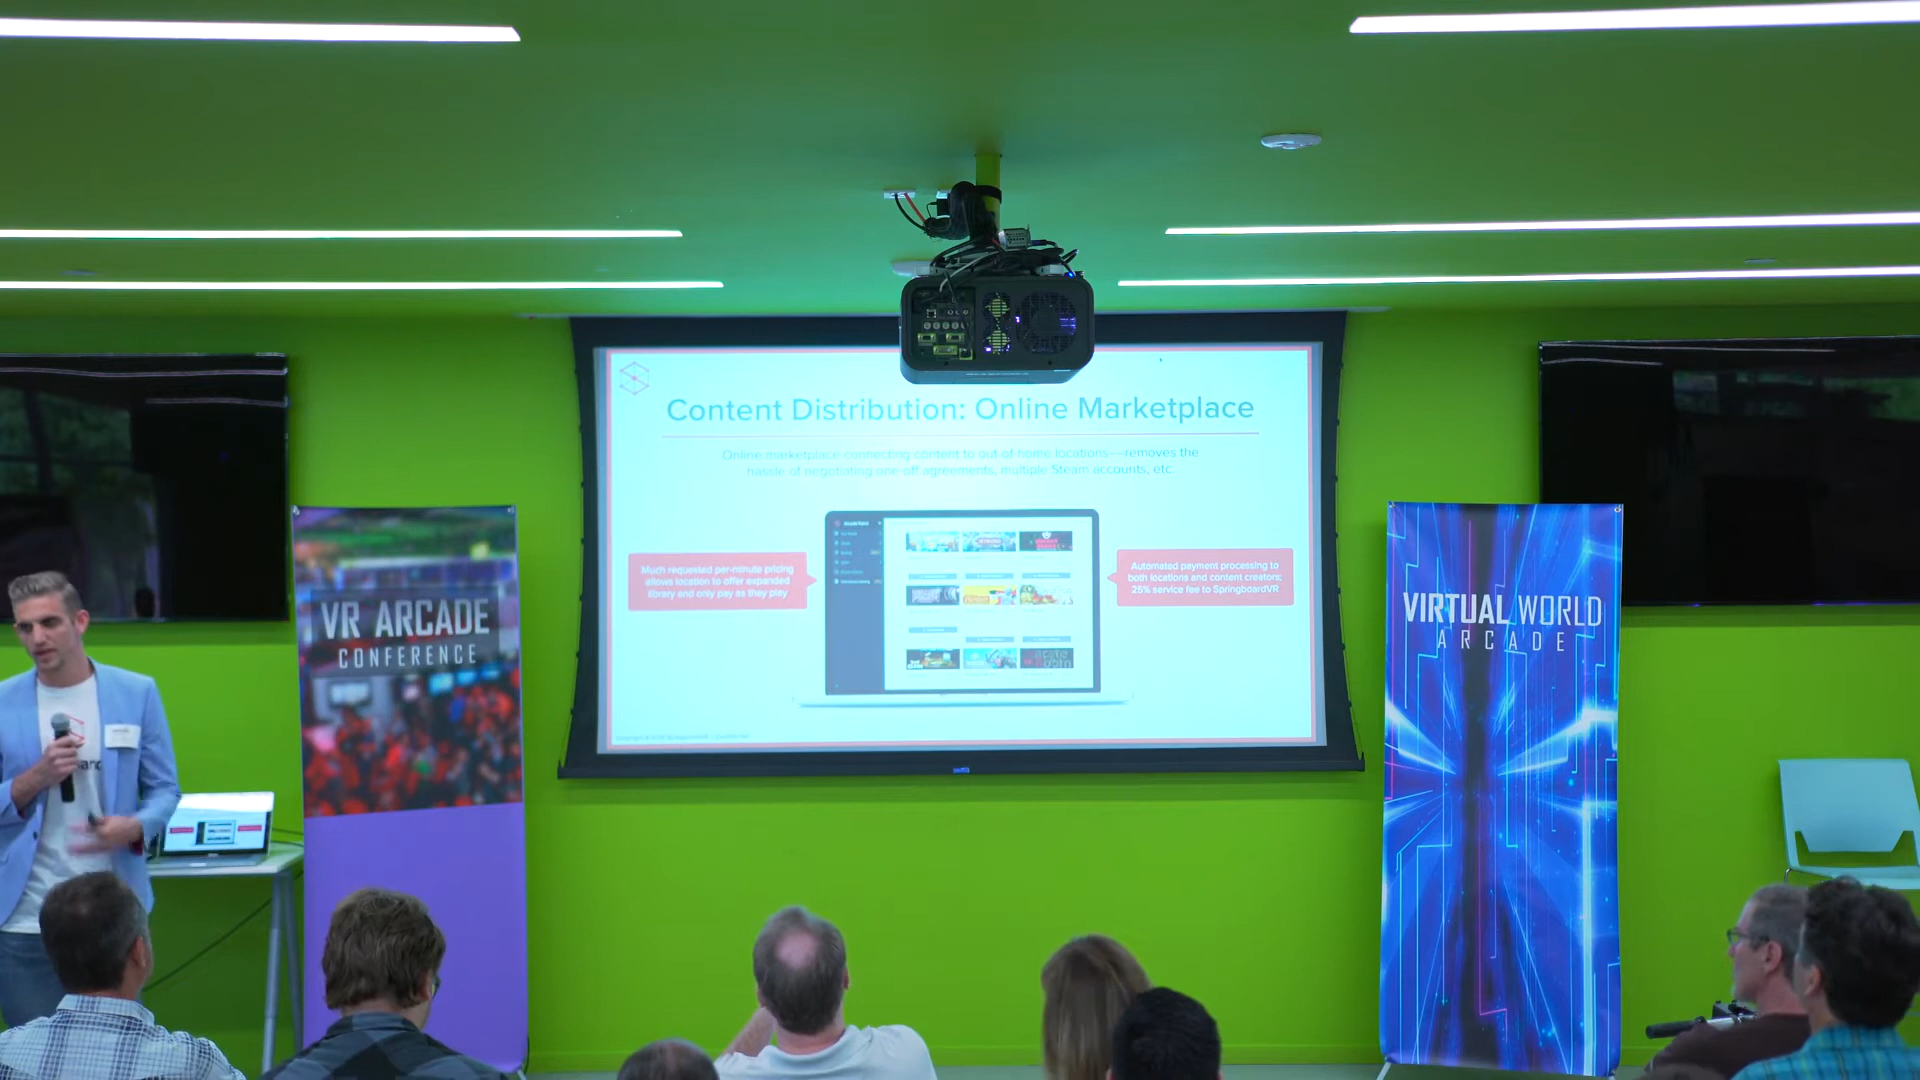 Content Distribution: Online Marketplace
Online marketplace connecting content to out of home locations—removes the
hassle of negotiating one-off agreements, multiple Steam accounts, etc.
Much requested per-minute pricing
allows location to offer expanded
library and only pay as they play
Automated payment processing to
both locations and content creators;
25% service fee to SpringboardVR
VR ARCADE
CONFERENCE
VIRTUAL WORLD
ARCADE